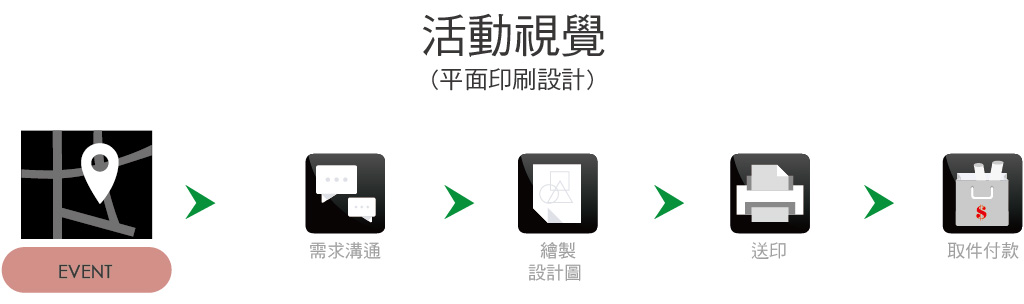 活動視覺
（平面印刷設計）
EVENT
需求溝通
繪製
設計圖
送印
$
取件付款